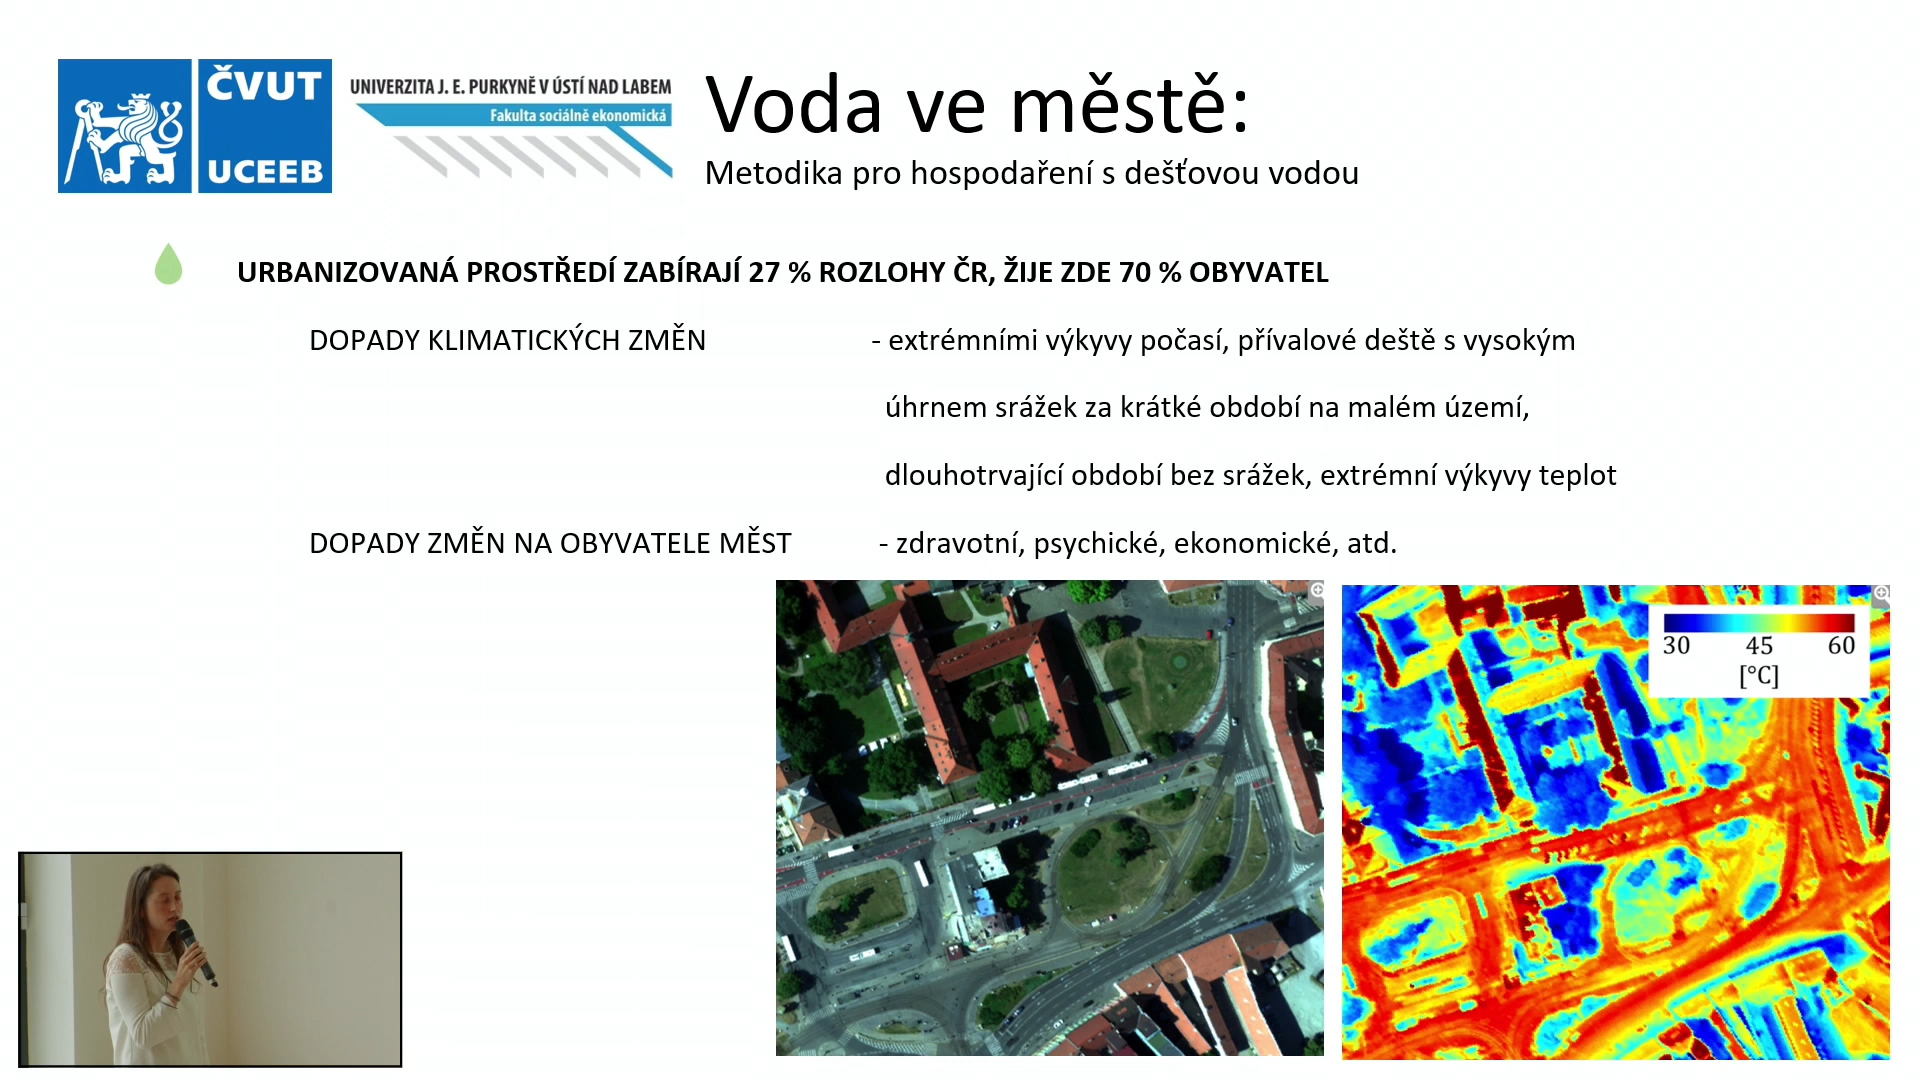 ČVUT
UCEEB
UNIVERZITA J. E. PURKYNĚ V ÚSTÍ NAD LABEM
Fakulta sociálně ekonomická
Voda ve městě:
Metodika pro hospodaření s dešťovou vodou
URBANIZOVANÁ PROSTŘEDÍ ZABÍRAJÍ 27 % ROZLOHY ČR, ŽIJE ZDE 70 % OBYVATEL
DOPADY KLIMATICKÝCH ZMĚN - extrémními výkyvy počasí, přívalové deště s vysokým
úhrnem srážek za krátké období na malém území,
dlouhotrvající období bez srážek, extrémní výkyvy teplot
DOPADY ZMĚN NA OBYVATELE MĚST - zdravotní, psychické, ekonomické, atd.
30 45 60
[°C]